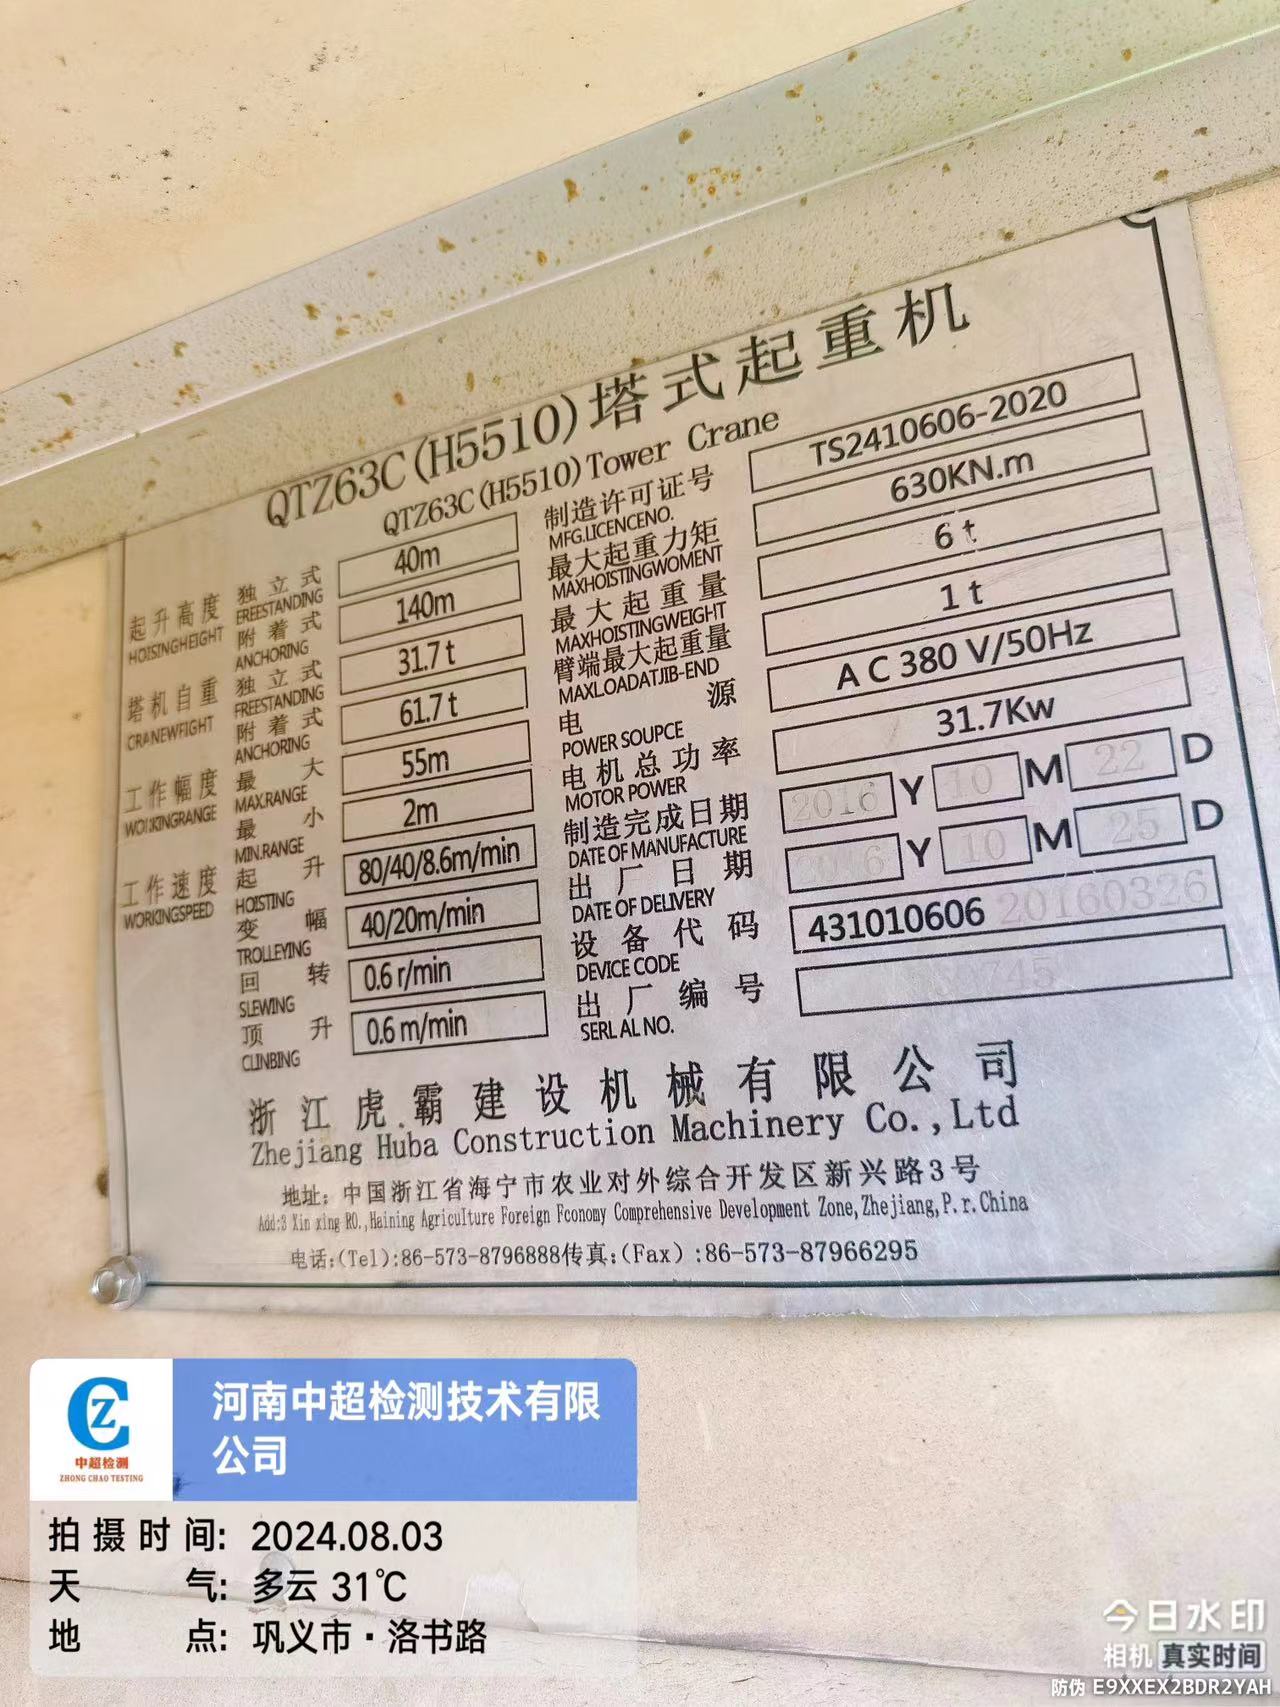 QTZ63C(H5510)塔式起重机
QTZ63C(H5510)Tower Crane
起升高度
HOISINGHEIGHT
独立式
FREESTANDING
40m
附着式
ANCHORING
140m
塔机自重
CRANEWFIGHT
独立式
FREESTANDING
31.7t
附着式
ANCHORING
61.7t
工作幅度
WORKINGRANGE
最大
MAX.RANGE
55m
最小
MIN.RANGE
2m
工作速度
WORKINGSPEED
起升
HOISTING
80/40/8.6m/min
变幅
TROLLEYING
40/20m/min
回转
SLEWING
0.6 r/min
顶升
CLINBING
0.6 m/min
制造许可证号
MFG.LICENCENO.
TS2410606-2020
最大起重力矩
MAXHOISTINGWOMENT
630KN.m
最大起重量
MAXHOISTINGWEIGHT
6 t
臂端最大起重量
MAXLOADATJIB-END
1 t
电源
POWER SOUPCE
A C 380 V/50Hz
电机总功率
MOTOR POWER
31.7Kw
制造完成日期
DATE OF MANUFACTURE
2016 Y 10 M 22 D
出厂日期
DATE OF DELIVERY
2016 Y 10 M 25 D
设备代码
DEVICE CODE
431010606 20160326
出厂编号
SERLAL NO.
浙江虎霸建设机械有限公司
Zhejiang Huba Construction Machinery Co.,Ltd
地址: 中国浙江省海宁市农业对外综合开发区新兴路3号
Add:3 Xin xing RO.,Haining Agriculture Foreign Fconomy Comprehensive Development Zone,Zhejiang,P.r.China
电话:(Tel):86-573-8796888传真:(Fax):86-573-87966295
CZ
中超检测
ZHONG CHAO TESTING
河南中超检测技术有限
公司
拍摄时间: 2024.08.03
天气: 多云 31℃
地点: 巩义市·洛书路
今日水印
相机 真实时间
防伪 E9XXEX2BDR2YAH